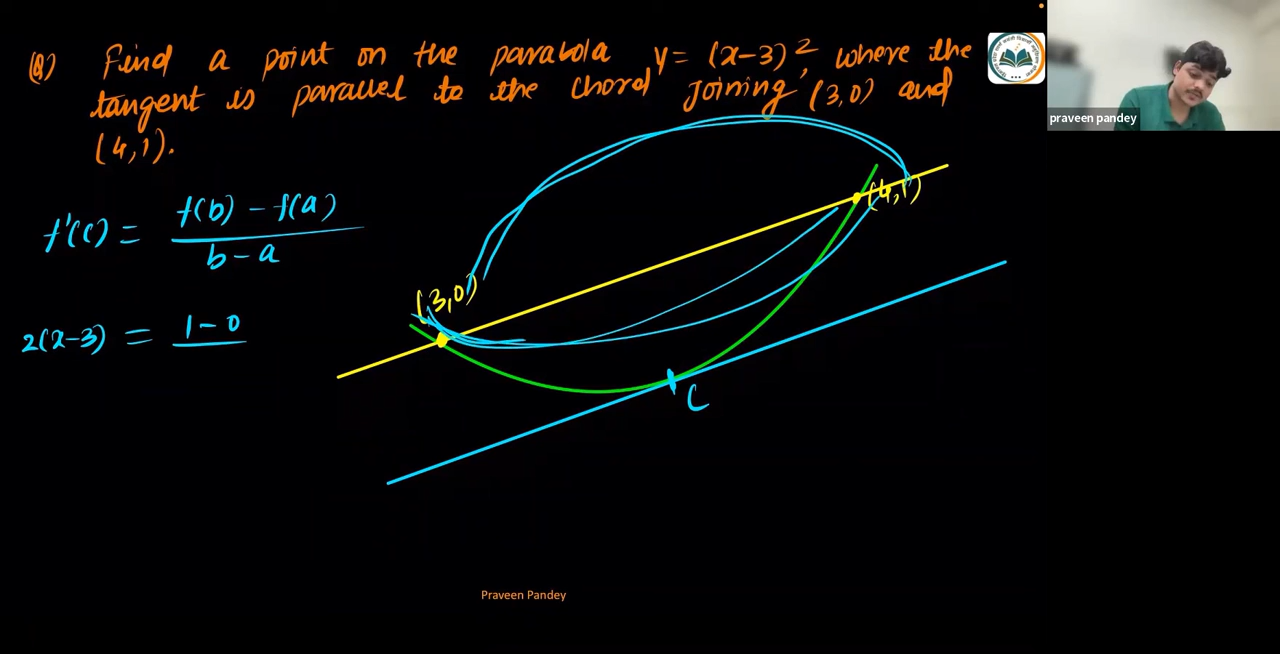 (Q) Find a point on the parabola y = (x-3)², where the
tangent is parallel to the chord joining (3,0) and
(4,1).
f'(c) = f(b) - f(a) / b - a
2(x-3) = 1 - 0
(3,0)
(4,1)
C
praveen pandey
Praveen Pandey